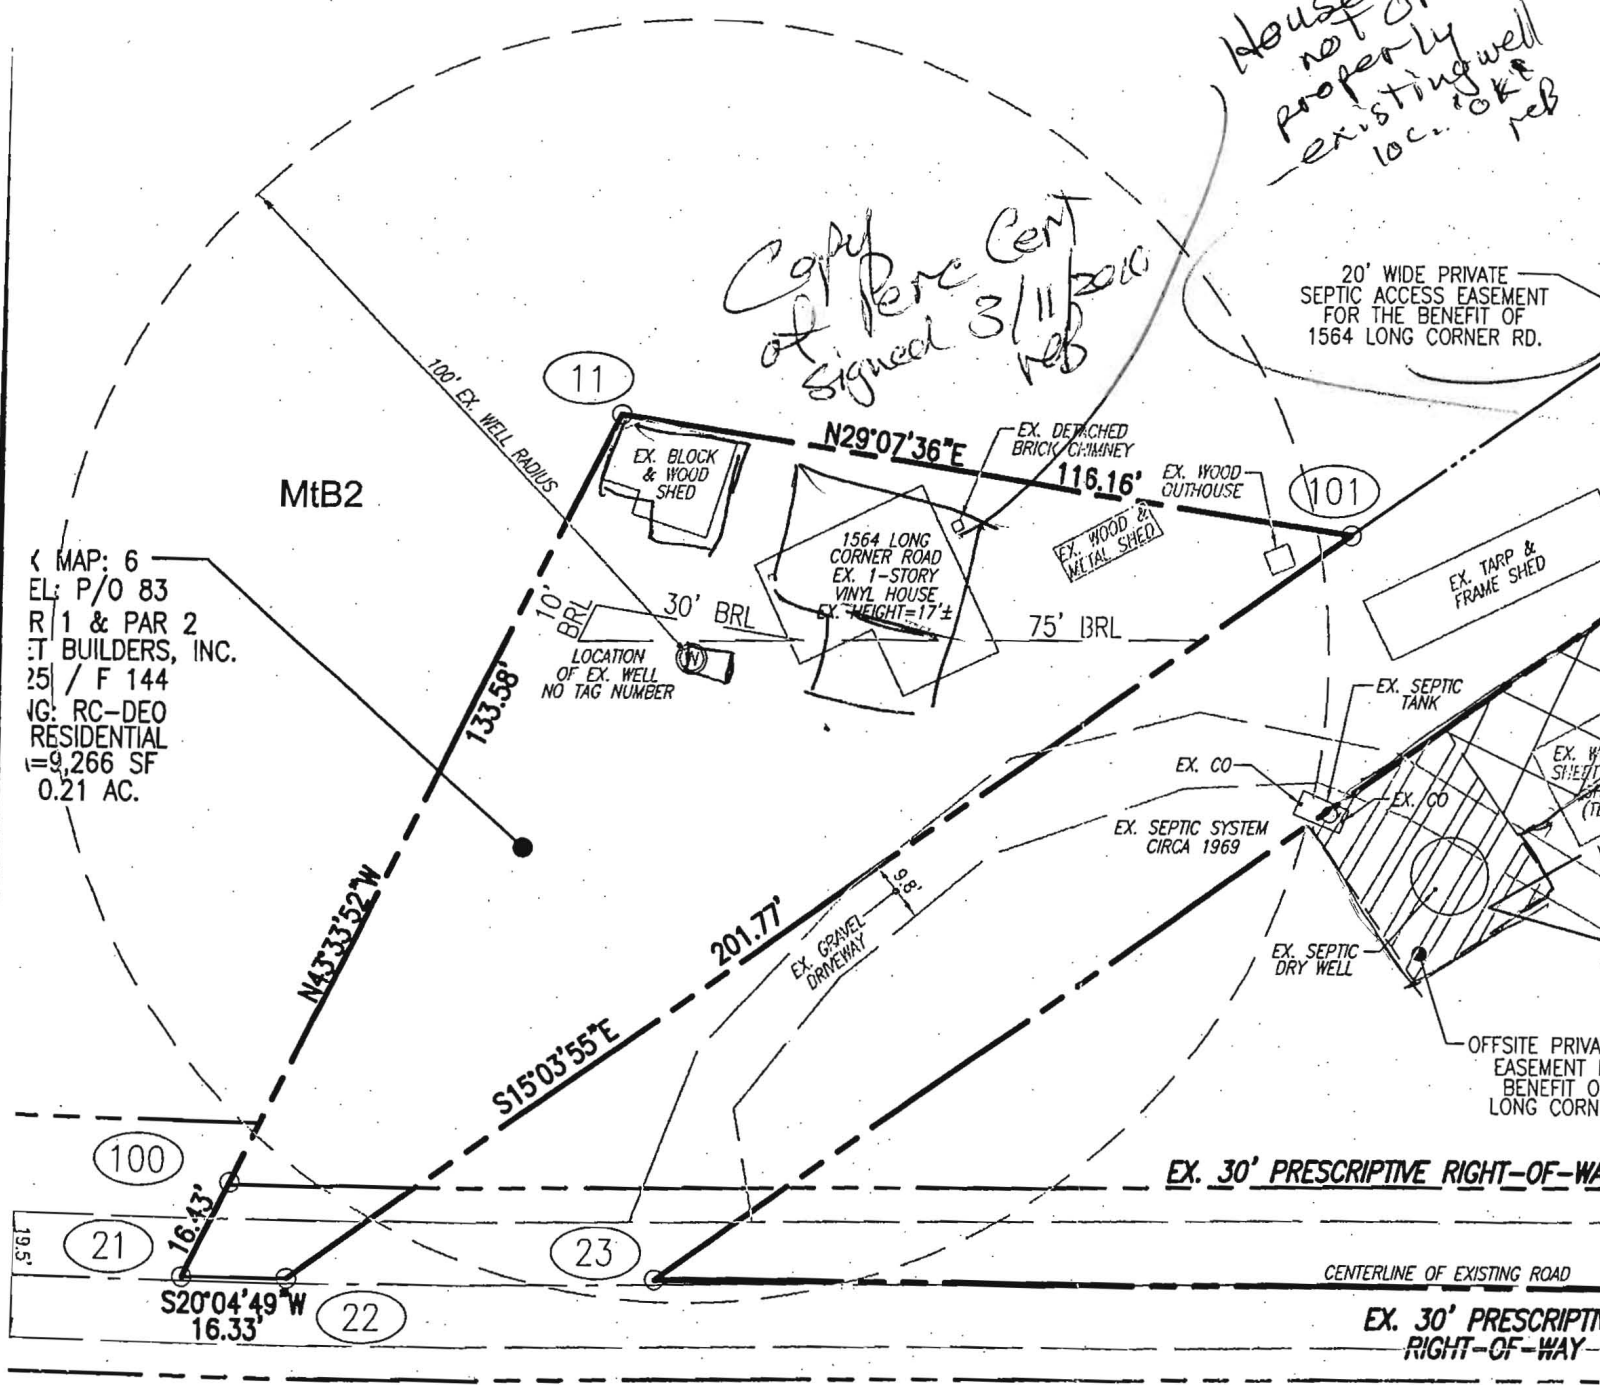 House
not
properly
existing well
loc. "OK"
reB
Copy
of Perc Cert
signed 3/11/2010
reB
20' WIDE PRIVATE
SEPTIC ACCESS EASEMENT
FOR THE BENEFIT OF
1564 LONG CORNER RD.
100' EX. WELL RADIUS
11
N29°07'36"E
116.16'
EX. DETACHED
BRICK CHIMNEY
EX. WOOD
OUTHOUSE
101
EX. BLOCK
& WOOD
SHED
MtB2
1564 LONG
CORNER ROAD
EX. 1-STORY
VINYL HOUSE
EX. HEIGHT=17'±
EX. WOOD &
METAL SHED
EX. TARP &
FRAME SHED
MAP: 6
EL: P/O 83
R 1 & PAR 2
ET BUILDERS, INC.
25 / F 144
NG: RC-DEO
RESIDENTIAL
=9,266 SF
0.21 AC.
10'
BRL
30' BRL
75' BRL
LOCATION
OF EX. WELL
NO TAG NUMBER
W
133.58'
N43°33'52"W
EX. SEPTIC
TANK
EX. CO
EX. CO
EX. SEPTIC SYSTEM
CIRCA 1969
EX. W
SHEET
9.8'
EX. GRAVEL
DRIVEWAY
201.77'
S15°03'55"E
EX. SEPTIC
DRY WELL
OFFSITE PRIVA
EASEMENT
BENEFIT O
LONG CORN
100
EX. 30' PRESCRIPTIVE RIGHT-OF-WA
16.43'
19.5'
21
23
CENTERLINE OF EXISTING ROAD
S20°04'49"W
16.33'
22
EX. 30' PRESCRIPTI
RIGHT-OF-WAY